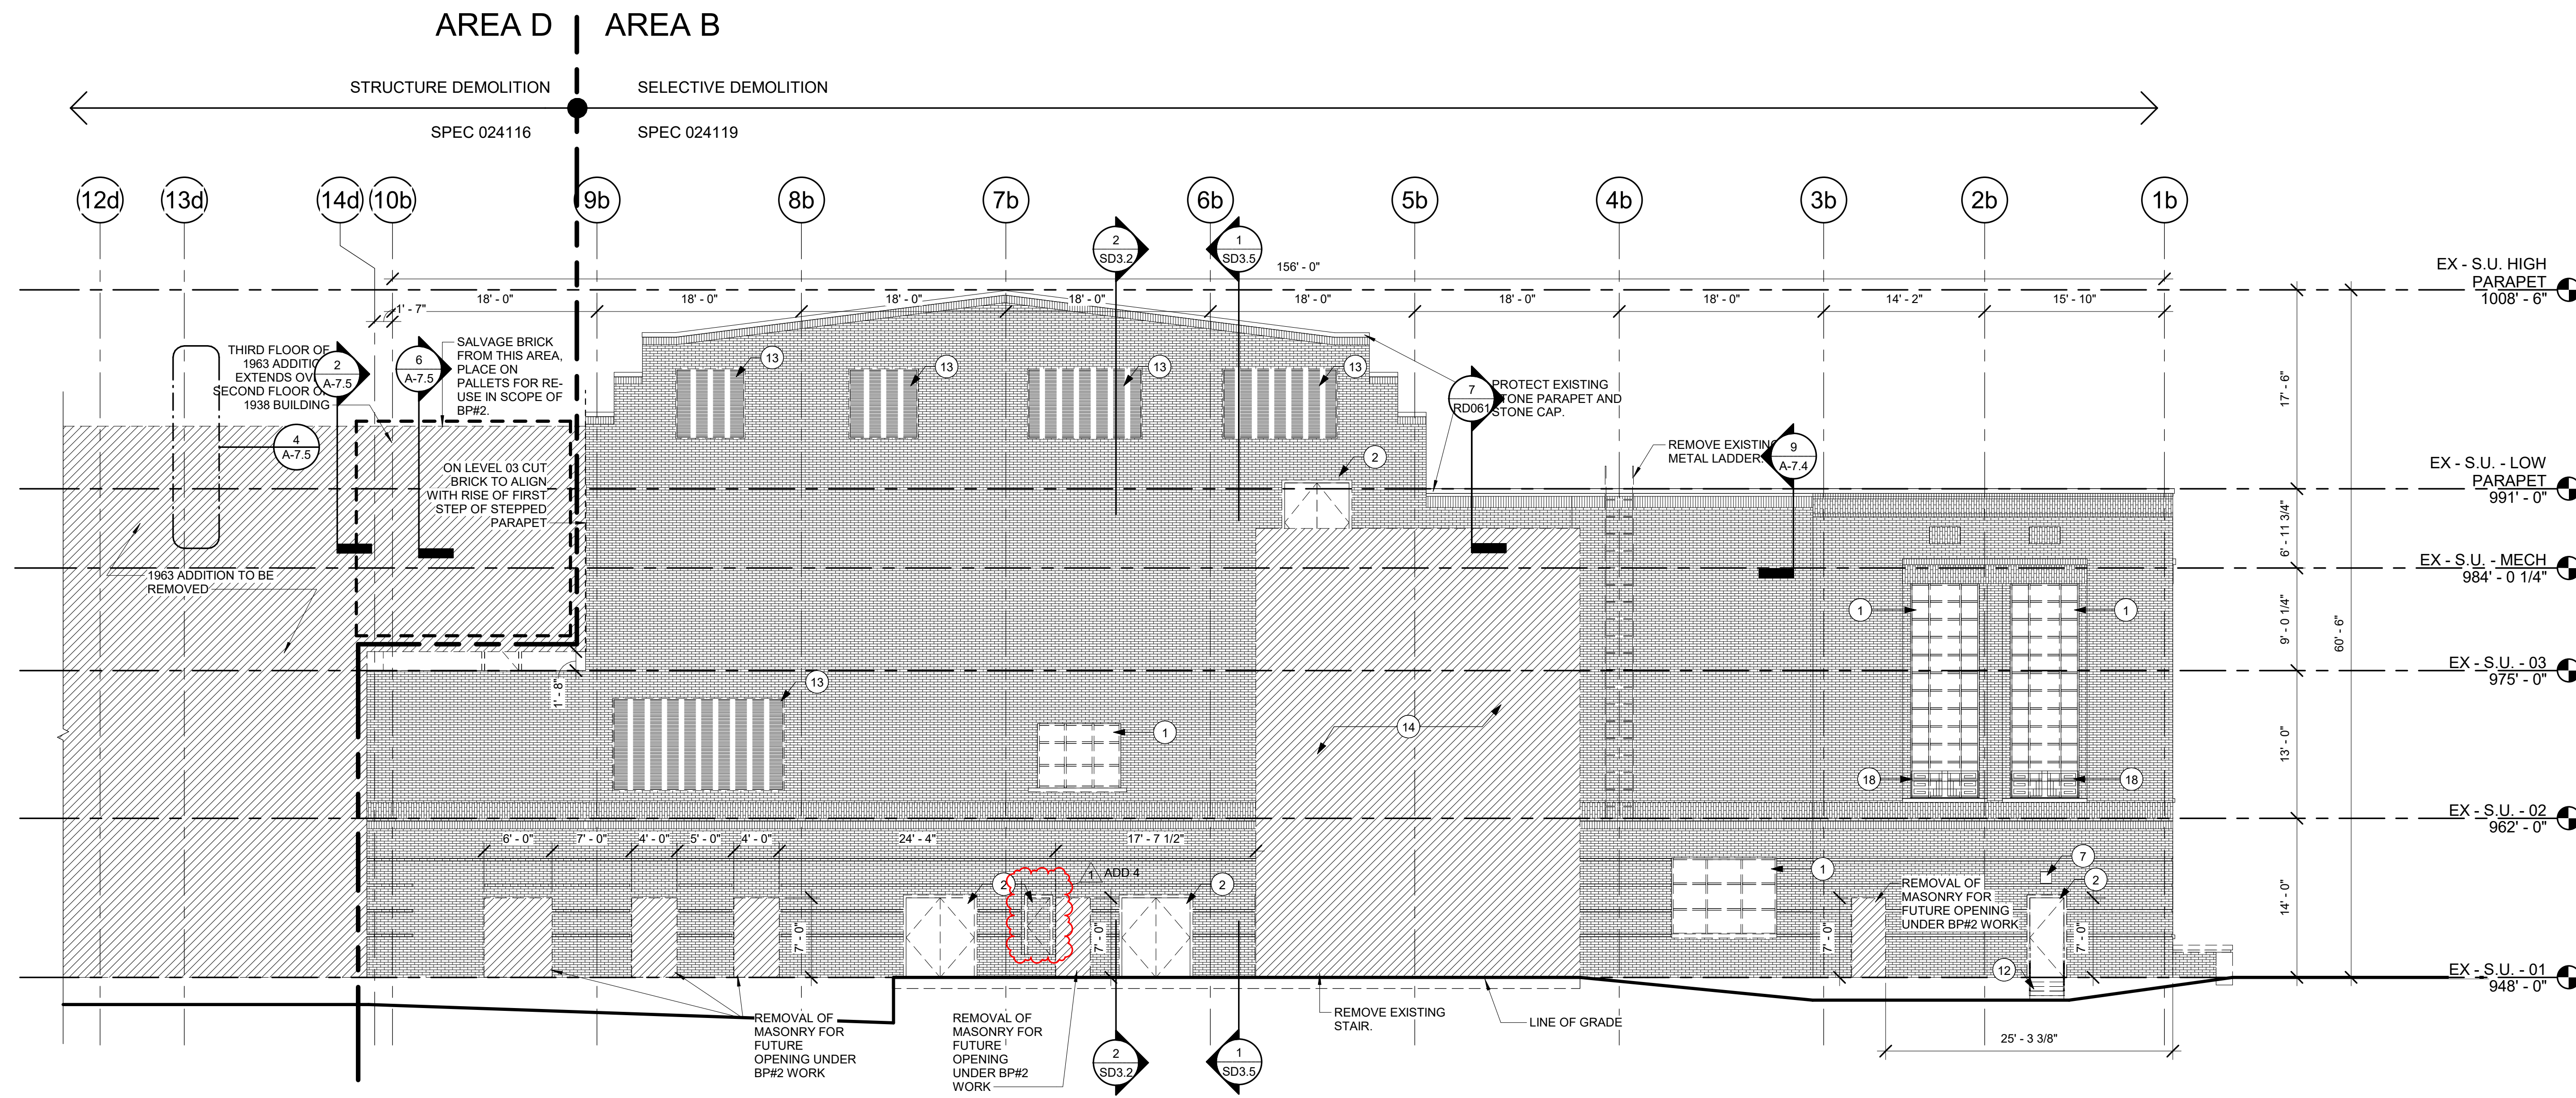 AREA D
AREA B
STRUCTURE DEMOLITION
SELECTIVE DEMOLITION
SPEC 024116
SPEC 024119
12d
13d
14d
10b
9b
8b
7b
6b
5b
4b
3b
2b
1b
2
SD3.2
1
SD3.5
156' - 0"
1' - 7"
18' - 0"
18' - 0"
18' - 0"
18' - 0"
18' - 0"
18' - 0"
18' - 0"
14' - 2"
15' - 10"
EX - S.U. HIGH
PARAPET
1008' - 6"
THIRD FLOOR OF
1963 ADDITION
EXTENDS OVER
SECOND FLOOR OF
1938 BUILDING
2
A-7.5
6
A-7.5
SALVAGE BRICK
FROM THIS AREA,
PLACE ON
PALLETS FOR RE-
USE IN SCOPE OF
BP#2.
4
A-7.5
13
13
13
13
7
RD061
PROTECT EXISTING
STONE PARAPET AND
STONE CAP.
17' - 6"
ON LEVEL 03 CUT
BRICK TO ALIGN
WITH RISE OF FIRST
STEP OF STEPPED
PARAPET
2
REMOVE EXISTING
METAL LADDER.
9
A-7.4
EX - S.U. - LOW
PARAPET
991' - 0"
6' - 11 3/4"
1963 ADDITION TO BE
REMOVED
EX - S.U. - MECH
984' - 0 1/4"
1
1
9' - 0 1/4"
60' - 6"
EX - S.U. - 03
975' - 0"
1' - 8"
13
1
14
13' - 0"
18
18
EX - S.U. - 02
962' - 0"
6' - 0"
7' - 0"
4' - 0"
5' - 0"
4' - 0"
24' - 4"
17' - 7 1/2"
1
ADD 4
2
2
1
7
2
REMOVAL OF
MASONRY FOR
FUTURE OPENING
UNDER BP#2 WORK
14' - 0"
7' - 0"
7' - 0"
7' - 0"
7' - 0"
12
EX - S.U. - 01
948' - 0"
REMOVAL OF
MASONRY FOR
FUTURE
OPENING UNDER
BP#2 WORK
REMOVAL OF
MASONRY FOR
FUTURE
OPENING
UNDER BP#2
WORK
2
SD3.2
1
SD3.5
REMOVE EXISTING
STAIR.
LINE OF GRADE
25' - 3 3/8"